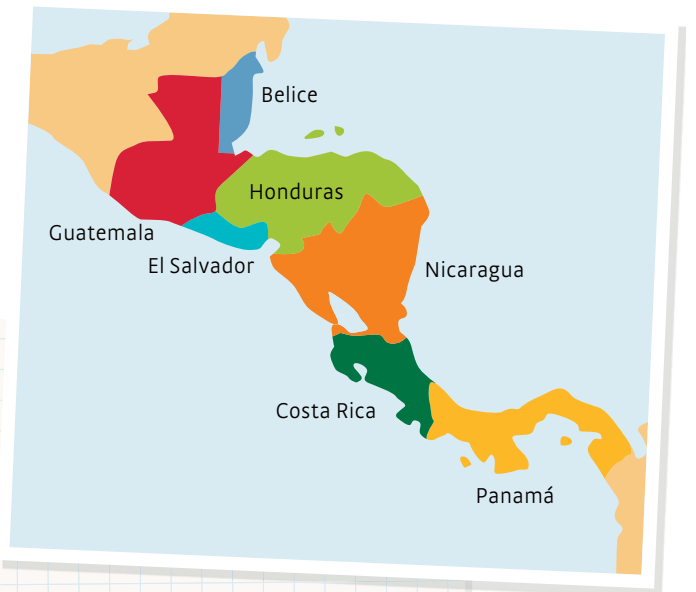 Belice
Honduras
Guatemala
El Salvador
Nicaragua
Costa Rica
Panamá